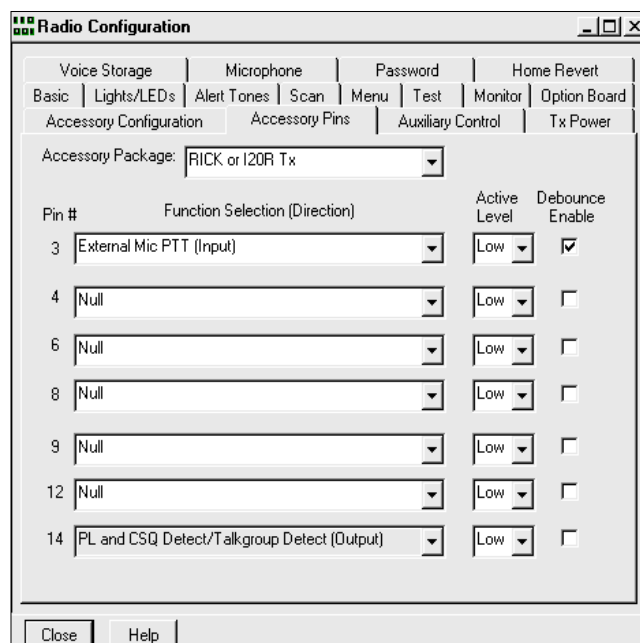 Radio Configuration
Voice Storage Microphone Password Home Revert
Basic Lights/LEDs Alert Tones Scan Menu Test Monitor Option Board
Accessory Configuration Accessory Pins Auxiliary Control Tx Power
Accessory Package: RICK or I20R Tx
Pin # Function Selection (Direction) Active Level Debounce Enable
3 External Mic PTT (Input) Low
4 Null Low
6 Null Low
8 Null Low
9 Null Low
12 Null Low
14 PL and CSQ Detect/Talkgroup Detect (Output) Low
Close Help